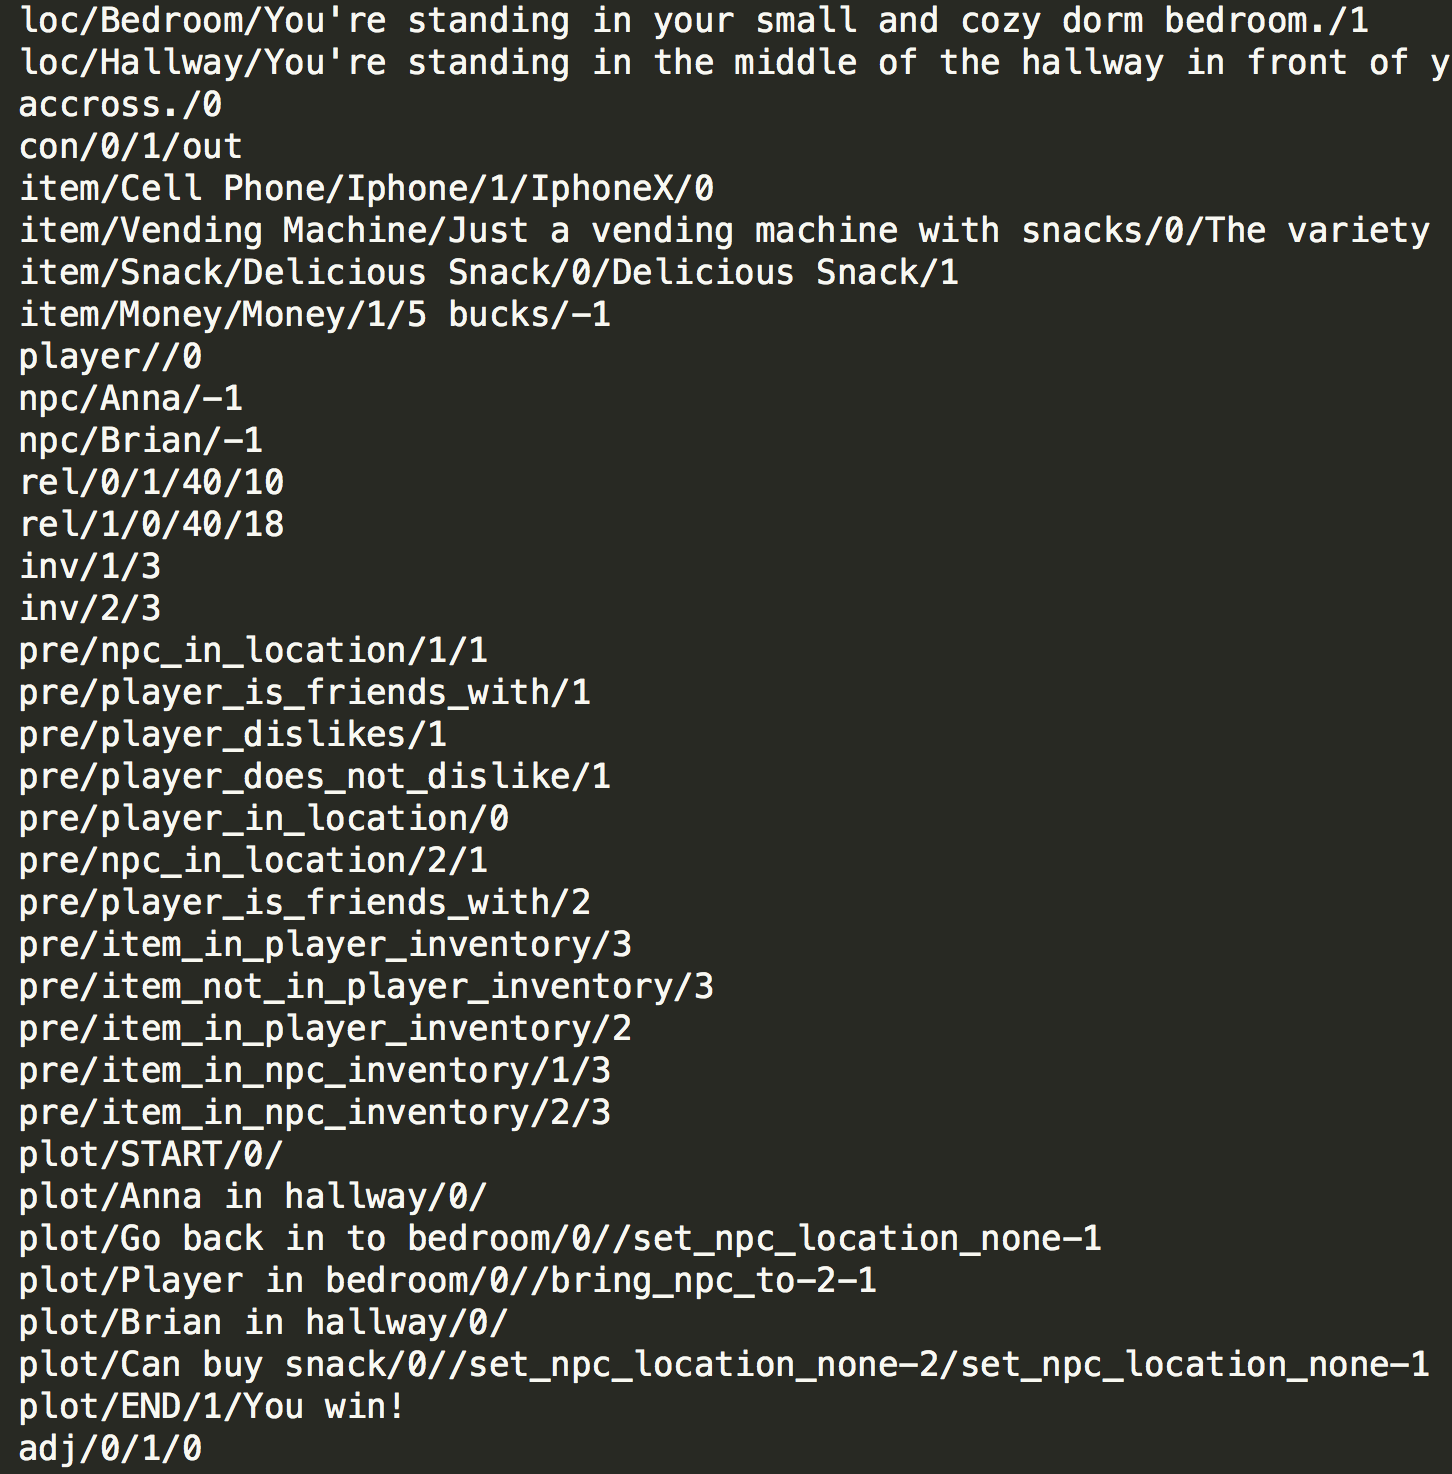 loc/Bedroom/You're standing in your small and cozy dorm bedroom./1
loc/Hallway/You're standing in the middle of the hallway in front of y
accross./0
con/0/1/out
item/Cell Phone/Iphone/1/IphoneX/0
item/Vending Machine/Just a vending machine with snacks/0/The variety
item/Snack/Delicious Snack/0/Delicious Snack/1
item/Money/Money/1/5 bucks/-1
player//0
npc/Anna/-1
npc/Brian/-1
rel/0/1/40/10
rel/1/0/40/18
inv/1/3
inv/2/3
pre/npc_in_location/1/1
pre/player_is_friends_with/1
pre/player_dislikes/1
pre/player_does_not_dislike/1
pre/player_in_location/0
pre/npc_in_location/2/1
pre/player_is_friends_with/2
pre/item_in_player_inventory/3
pre/item_not_in_player_inventory/3
pre/item_in_player_inventory/2
pre/item_in_npc_inventory/1/3
pre/item_in_npc_inventory/2/3
plot/START/0/
plot/Anna in hallway/0/
plot/Go back in to bedroom/0//set_npc_location_none-1
plot/Player in bedroom/0//bring_npc_to-2-1
plot/Brian in hallway/0/
plot/Can buy snack/0//set_npc_location_none-2/set_npc_location_none-1
plot/END/1/You win!
adj/0/1/0